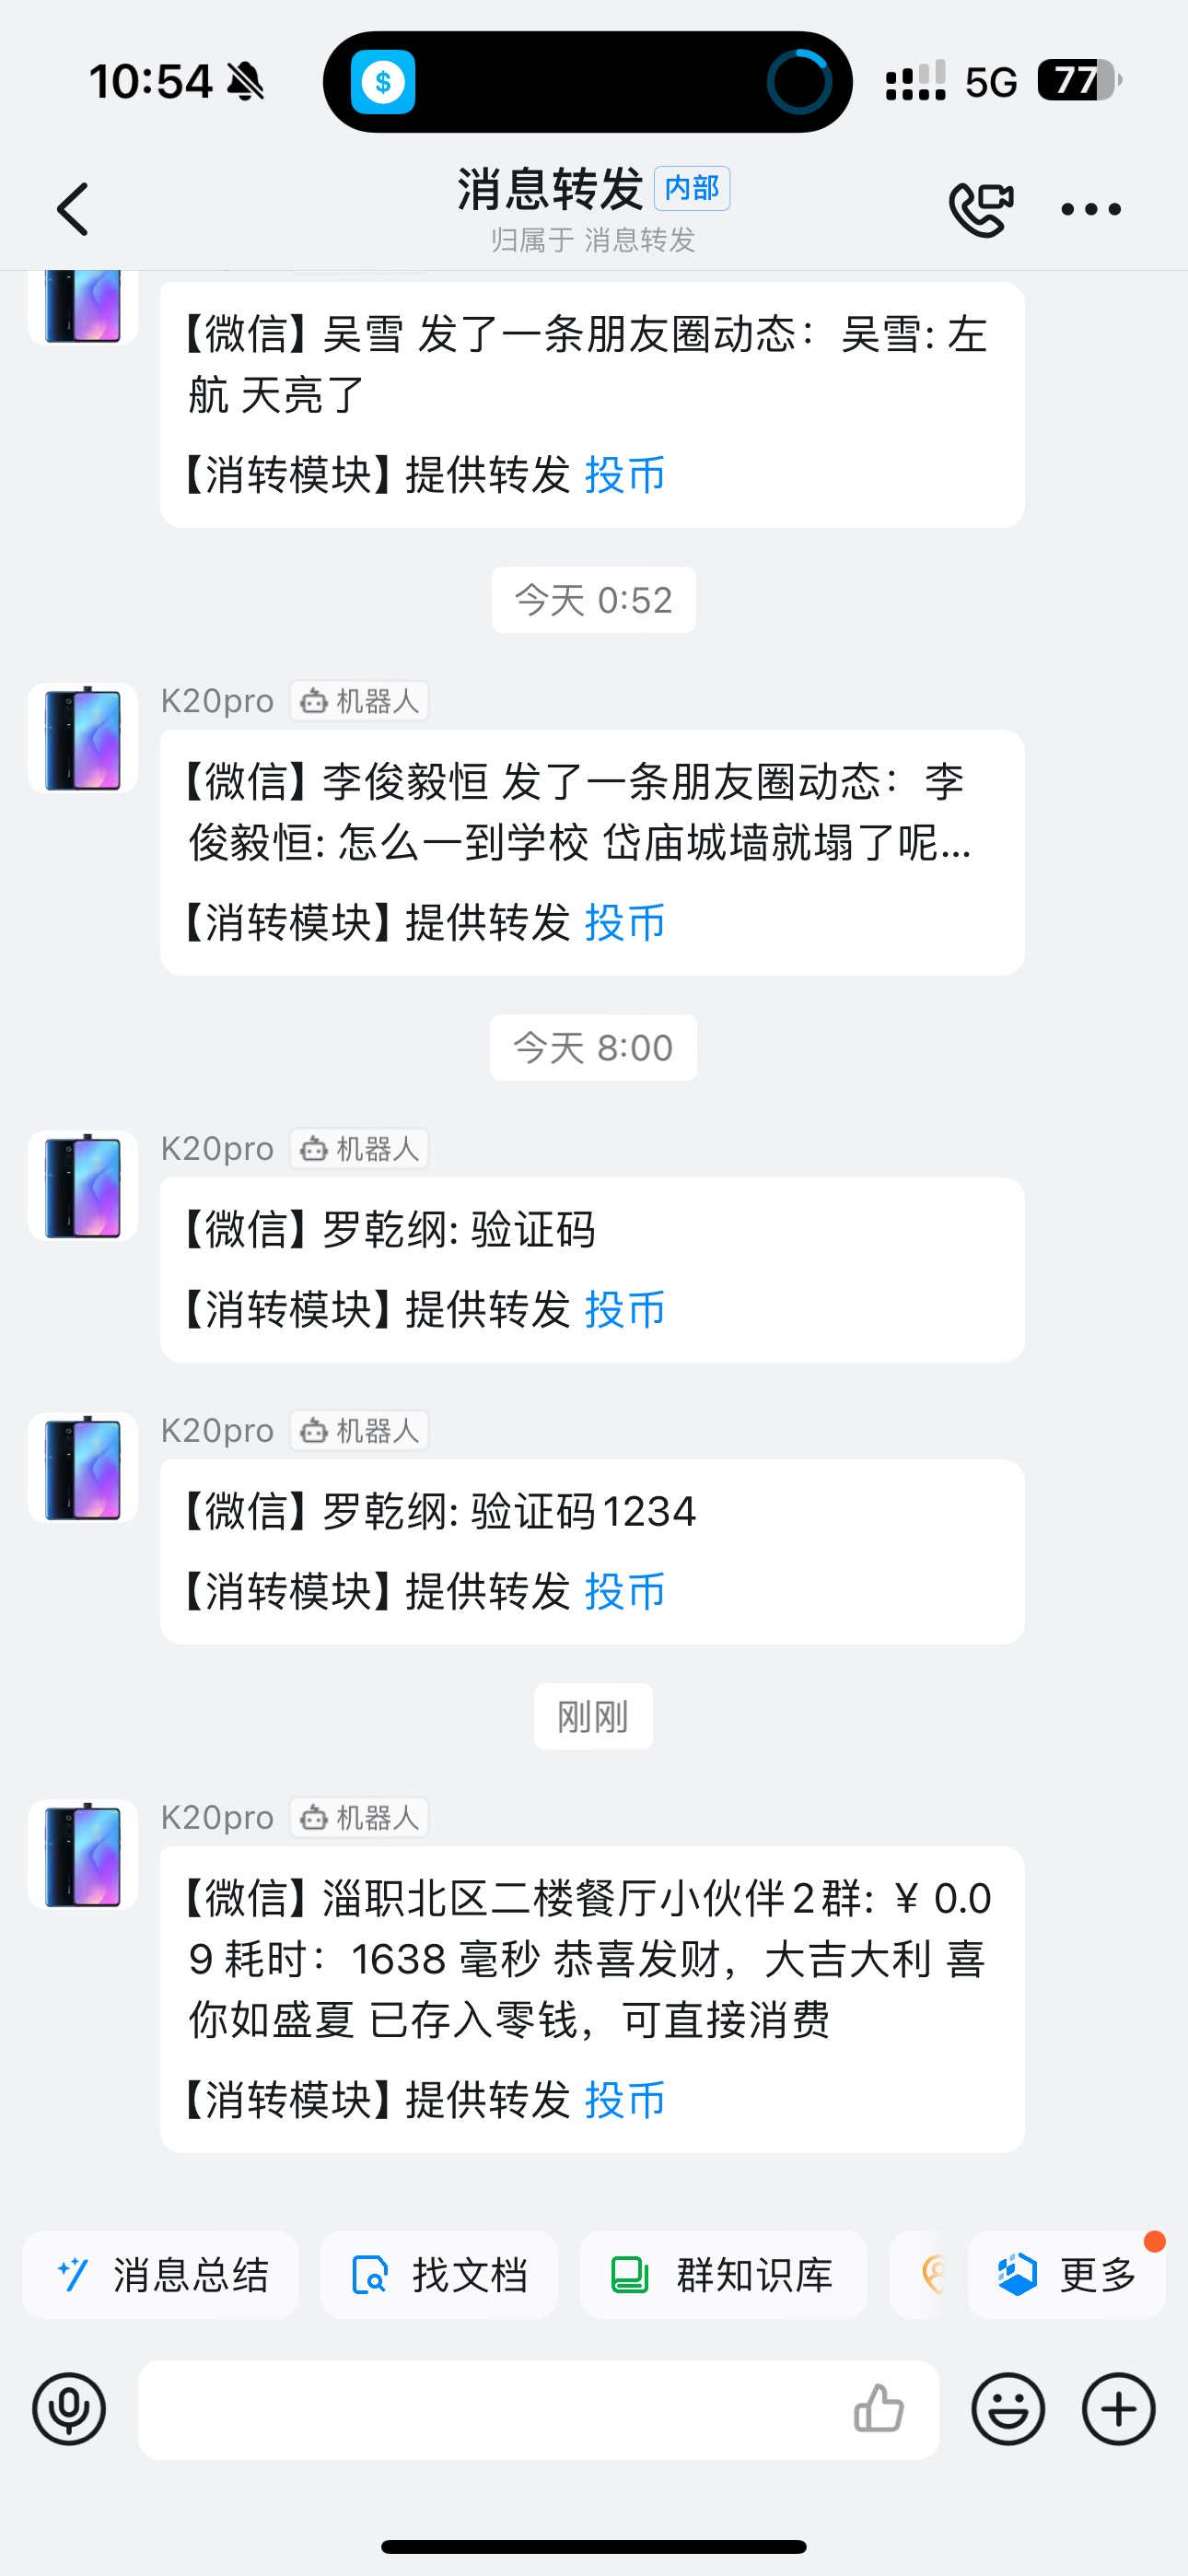 10:54
5G
77
消息转发 内部
归属于 消息转发
【微信】吴雪 发了一条朋友圈动态：吴雪: 左
航 天亮了
【消转模块】提供转发 投币
今天 0:52
K20pro 机器人
【微信】李俊毅恒 发了一条朋友圈动态：李
俊毅恒: 怎么一到学校 岱庙城墙就塌了呢...
【消转模块】提供转发 投币
今天 8:00
K20pro 机器人
【微信】罗乾纲: 验证码
【消转模块】提供转发 投币
K20pro 机器人
【微信】罗乾纲: 验证码1234
【消转模块】提供转发 投币
刚刚
K20pro 机器人
【微信】淄职北区二楼餐厅小伙伴2群: ¥ 0.0
9 耗时：1638 毫秒 恭喜发财，大吉大利 喜
你如盛夏 已存入零钱，可直接消费
【消转模块】提供转发 投币
消息总结 找文档 群知识库 更多